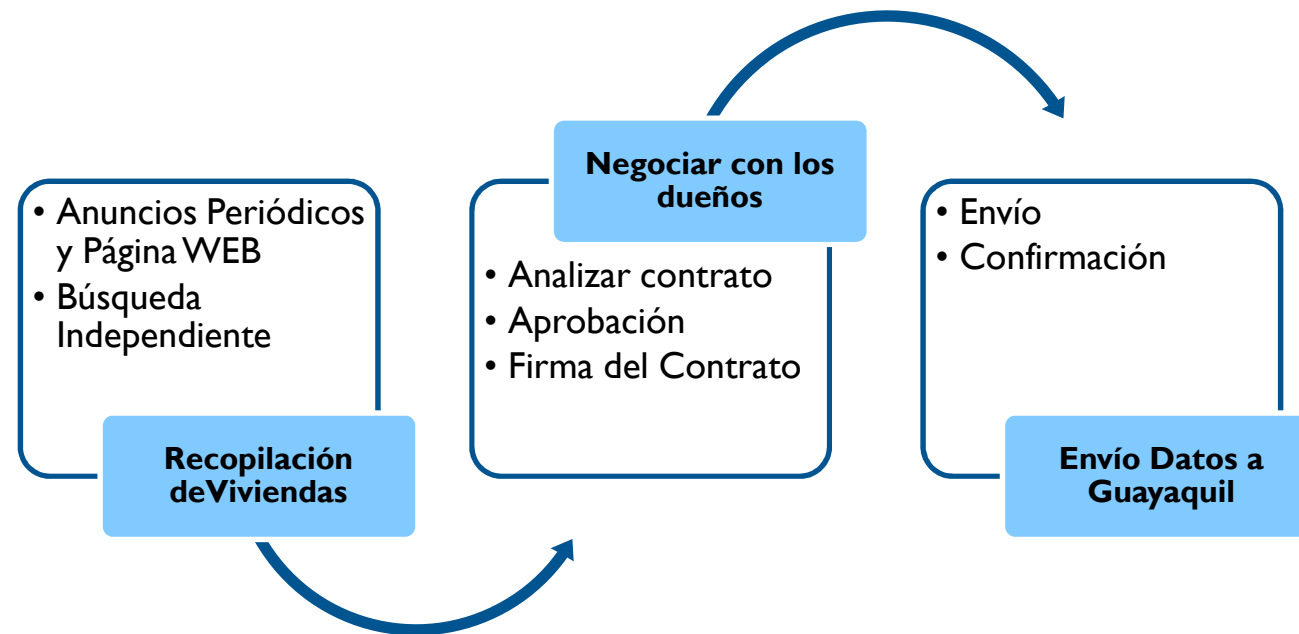 • Anuncios Periódicos
y Página WEB
• Búsqueda
Independiente
Recopilación
deViviendas
Negociar con los
dueños
• Analizar contrato
• Aprobación
• Firma del Contrato
• Envío
• Confirmación
Envío Datos a
Guayaquil